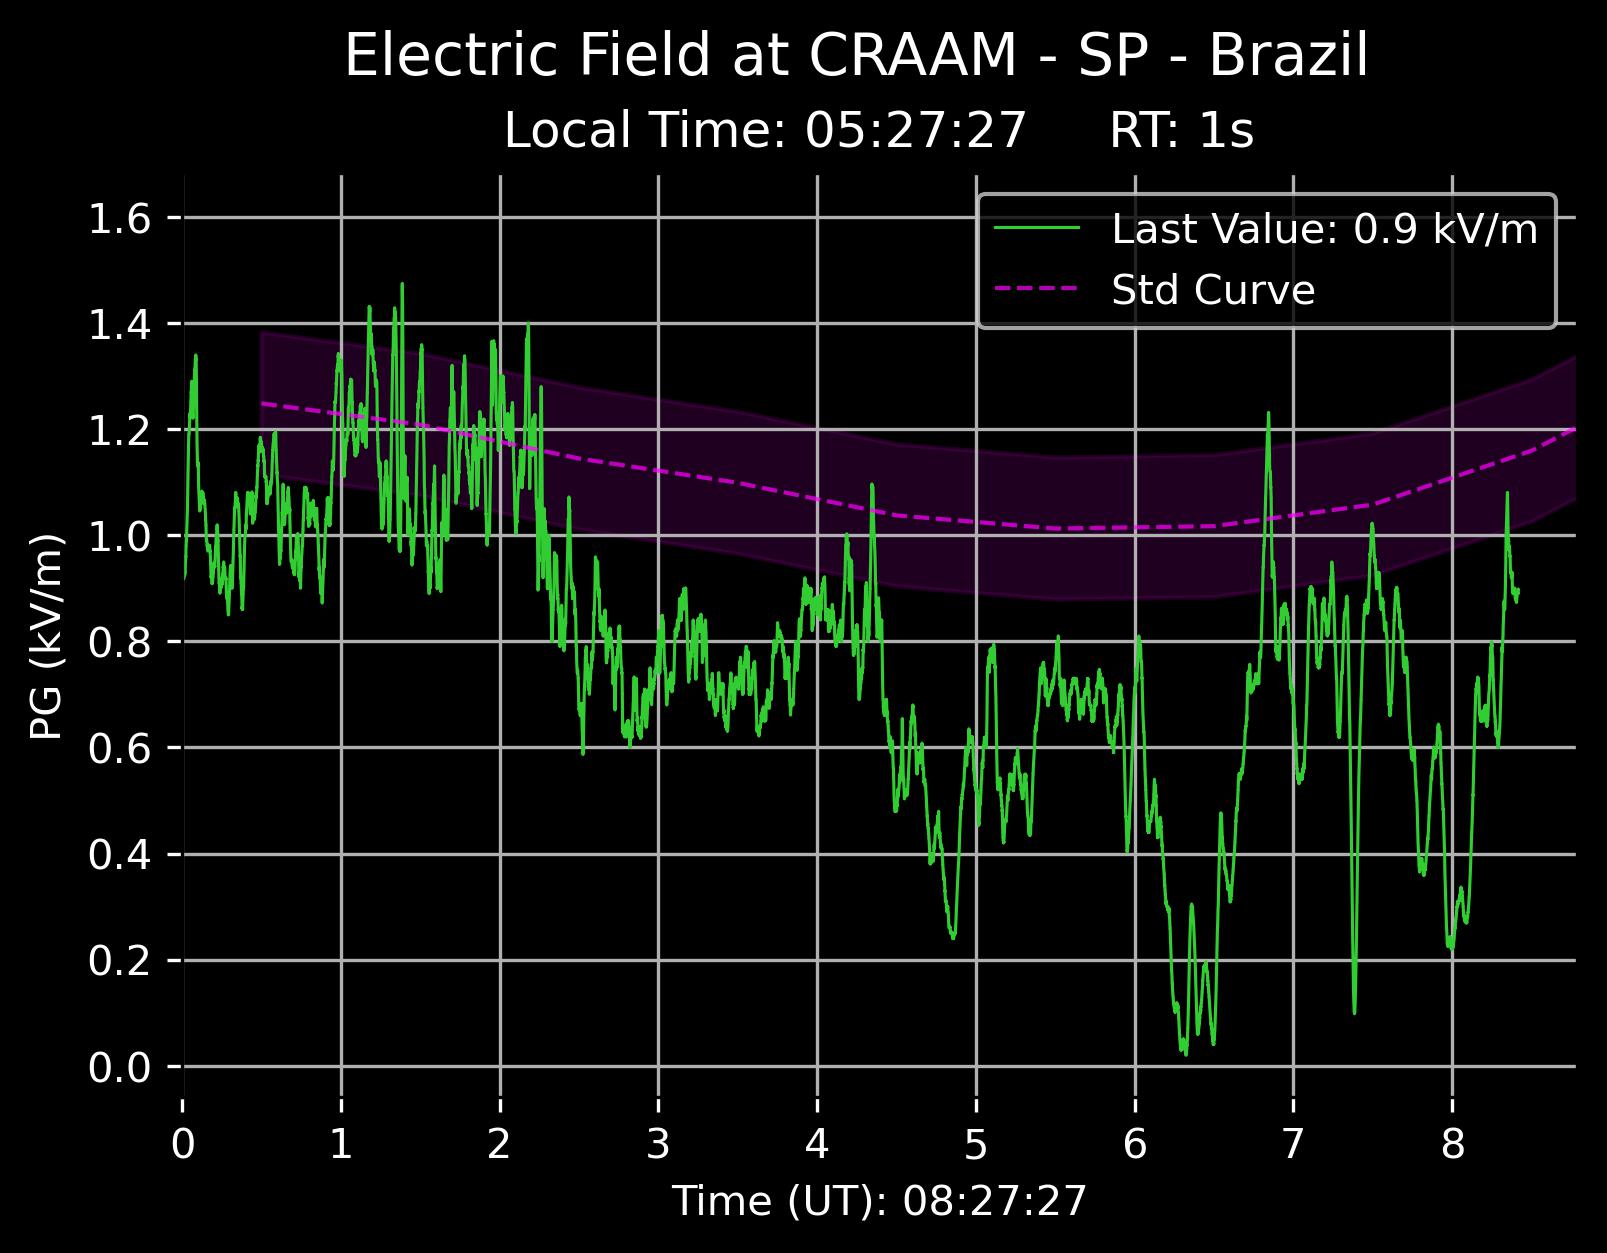 Electric Field at CRAAM - SP - Brazil
Local Time: 05:27:27 RT: 1s
Last Value: 0.9 kV/m
Std Curve
PG (kV/m)
1.6
1.4
1.2
1.0
0.8
0.6
0.4
0.2
0.0
0 1 2 3 4 5 6 7 8
Time (UT): 08:27:27